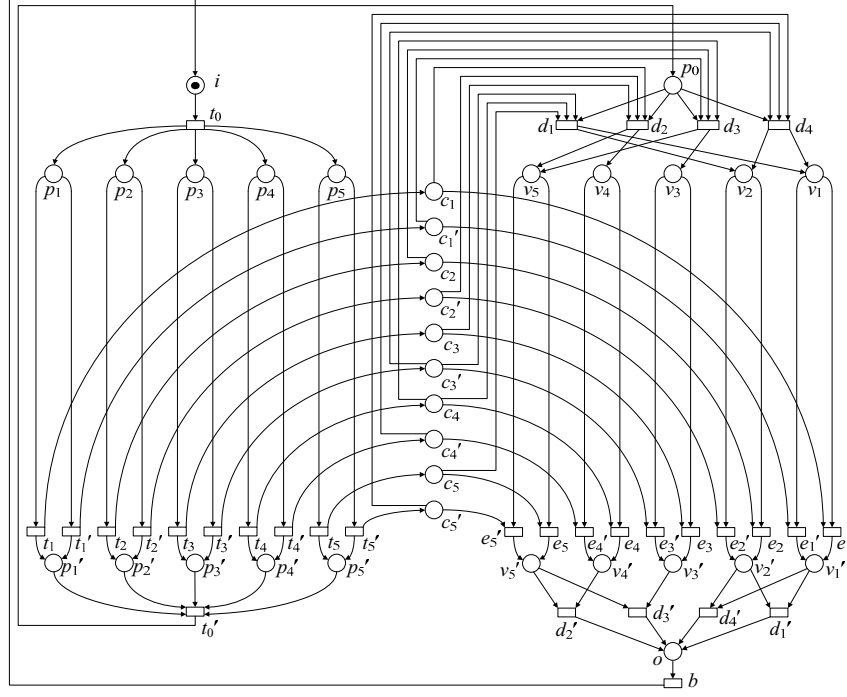 i
p0
t0
d1 d2 d3 d4
p1 p2 p3 p4 p5
v5 v4 v3 v2 v1
c1
c1′
c2
c2′
c3
c3′
c4
c4′
c5
c5′
t1 t1′ t2 t2′ t3 t3′ t4 t4′ t5 t5′
e5′ e5 e4′ e4 e3′ e3 e2′ e2 e1′ e
p1′ p2′ p3′ p4′ p5′
v5′ v4′ v3′ v2′ v1′
t0′
d2′ d3′ d4′ d1′
o
b